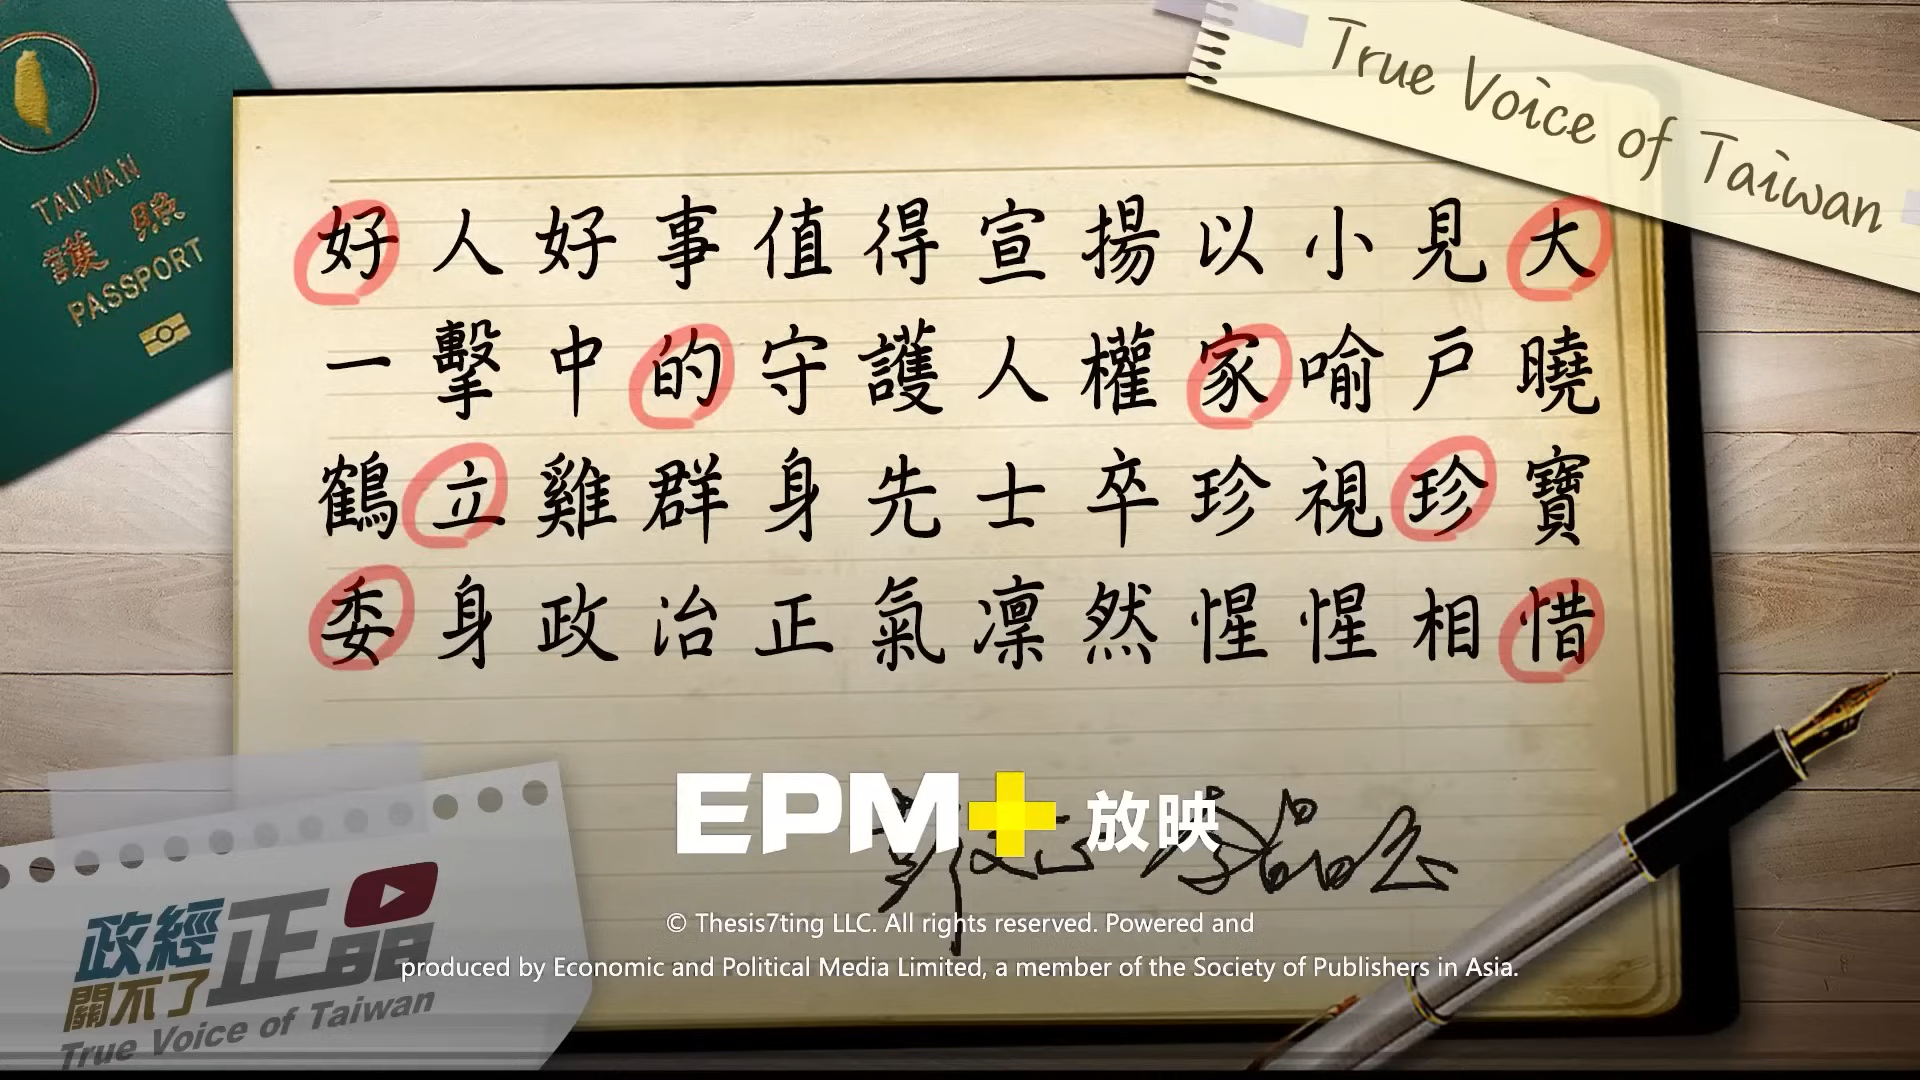 True Voice of Taiwan
TAIWAN
護照
PASSPORT
好人好事值得宣揚以小見大
一擊中的守護人權家喻戶曉
鶴立雞群身先士卒珍視珍寶
委身政治正氣凜然惺惺相惜
EPM+ 放映
© Thesis7ting LLC. All rights reserved. Powered and
produced by Economic and Political Media Limited, a member of the Society of Publishers in Asia.
政經
關不了
正晶
True Voice of Taiwan